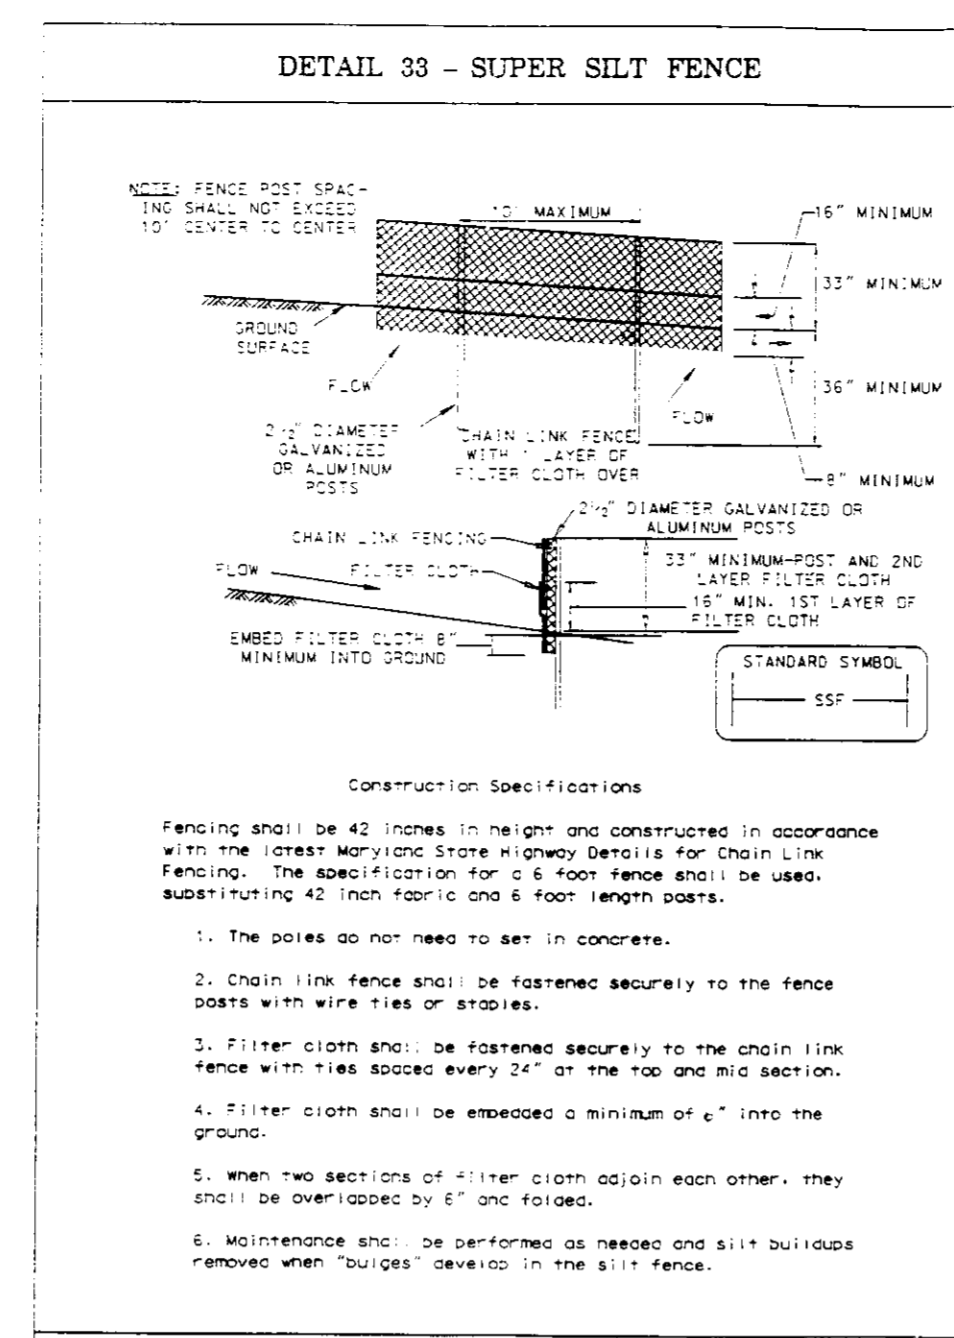 DETAIL 33 - SUPER SILT FENCE
NOTE: FENCE POST SPAC-
ING SHALL NOT EXCEED
10' CENTER TO CENTER
10' MAXIMUM
16" MINIMUM
33" MINIMUM
GROUND
SURFACE
FLOW
FLOW
36" MINIMUM
2 1/2" DIAMETER
GALVANIZED
OR ALUMINUM
POSTS
CHAIN LINK FENCE
WITH 1 LAYER OF
FILTER CLOTH OVER
8" MINIMUM
2 1/2" DIAMETER GALVANIZED OR
ALUMINUM POSTS
CHAIN LINK FENCING
FLOW
FILTER CLOTH
33" MINIMUM-POST AND 2ND
LAYER FILTER CLOTH
16" MIN. 1ST LAYER OF
FILTER CLOTH
EMBED FILTER CLOTH 8"
MINIMUM INTO GROUND
STANDARD SYMBOL
SSF
Construction Specifications
Fencing shall be 42 inches in height and constructed in accordance
with the latest Maryland State Highway Details for Chain Link
Fencing. The specification for a 6 foot fence shall be used,
substituting 42 inch fabric and 6 foot length posts.
1. The poles do not need to set in concrete.
2. Chain link fence shall be fastened securely to the fence
posts with wire ties or staples.
3. Filter cloth shall be fastened securely to the chain link
fence with ties spaced every 24" at the top and mid section.
4. Filter cloth shall be embedded a minimum of " into the
ground.
5. When two sections of filter cloth adjoin each other, they
shall be overlapped by 6" and folded.
6. Maintenance shall be performed as needed and silt buildups
removed when "bulges" develop in the silt fence.